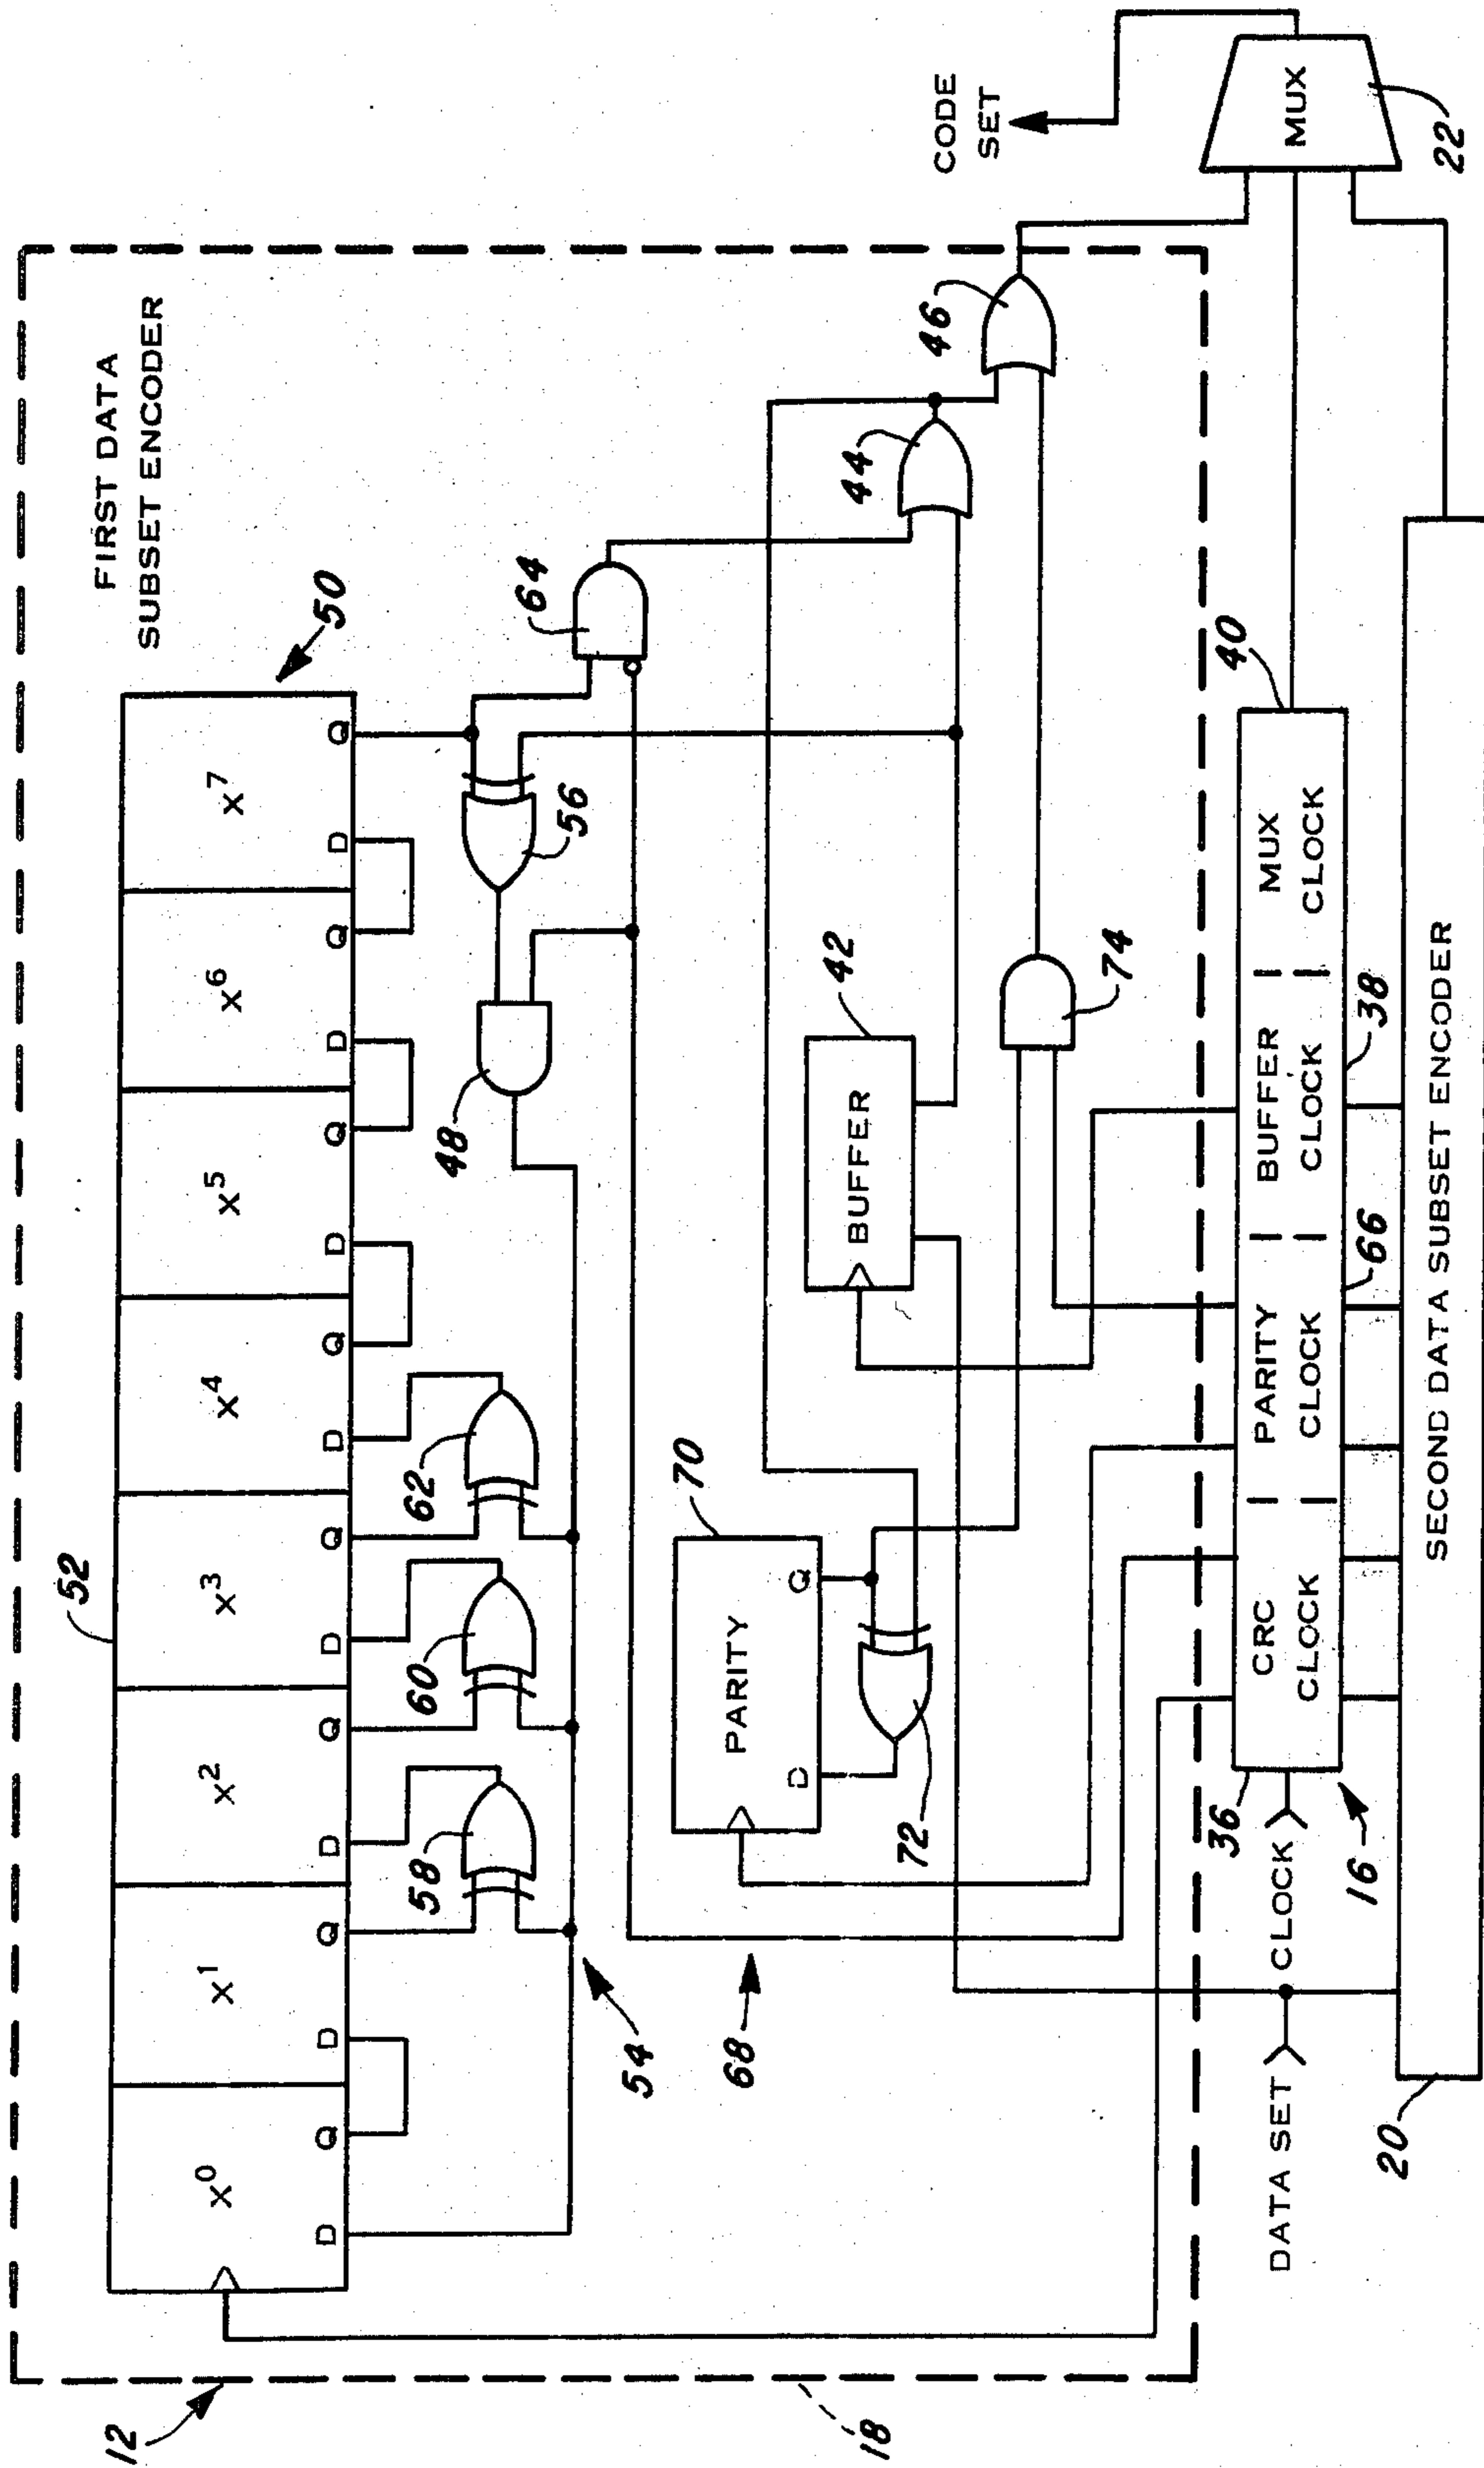 12
18
FIRST DATA
SUBSET ENCODER
52
50
X⁰ X¹ X² X³ X⁴ X⁵ X⁶ X⁷
D Q D Q D Q D Q D Q D Q D Q D Q
58 60 62 48 56 64
54
68
PARITY
D Q
70
72
BUFFER
42
74
44
46
CODE
SET
DATA SET
CLOCK
36
16
CRC
CLOCK
PARITY
CLOCK
BUFFER
CLOCK
MUX
CLOCK
66
38
40
MUX
22
20
SECOND DATA SUBSET ENCODER